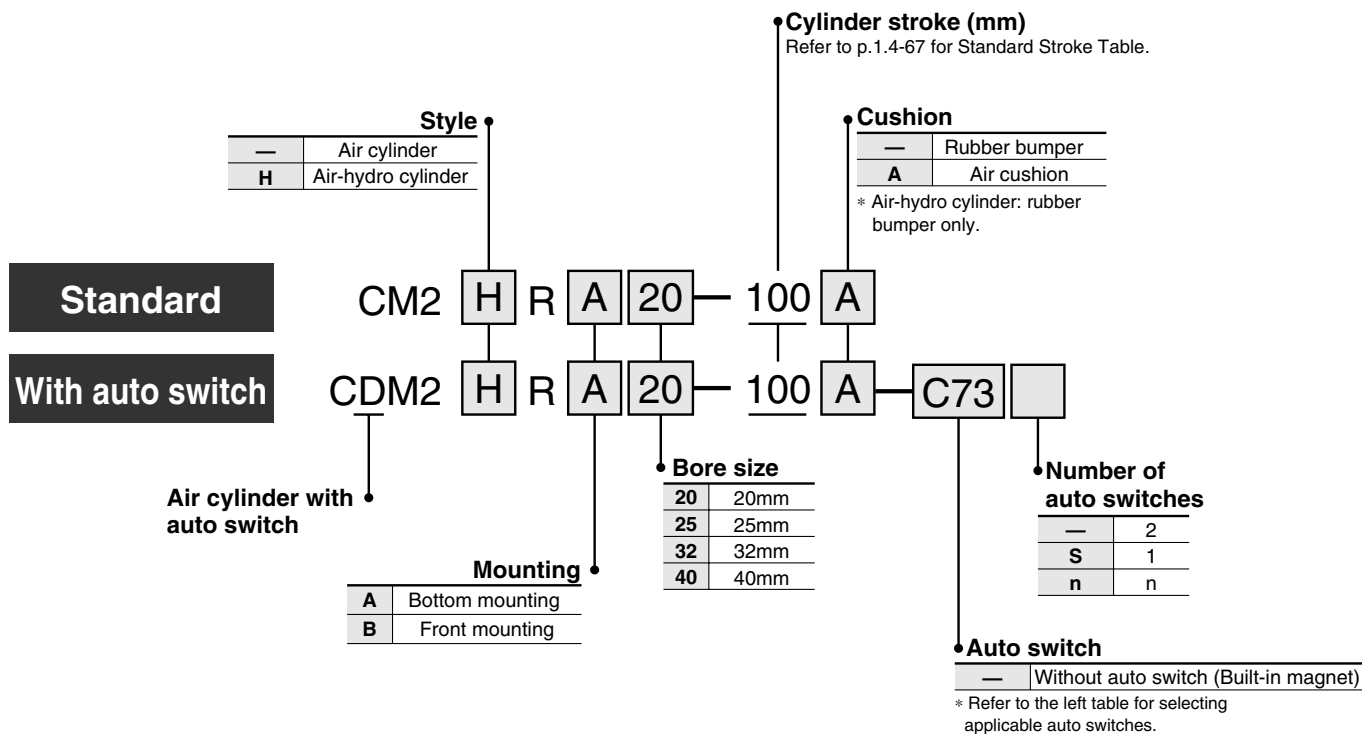 Cylinder stroke (mm)
Refer to p.1.4-67 for Standard Stroke Table.
Style
— Air cylinder
H Air-hydro cylinder
Cushion
— Rubber bumper
A Air cushion
* Air-hydro cylinder: rubber
bumper only.
Standard CM2 H R A 20 — 100 A
With auto switch CDM2 H R A 20 — 100 A — C73
Air cylinder with
auto switch
Mounting
A Bottom mounting
B Front mounting
Bore size
20 20mm
25 25mm
32 32mm
40 40mm
Number of
auto switches
— 2
S 1
n n
Auto switch
— Without auto switch (Built-in magnet)
* Refer to the left table for selecting
applicable auto switches.